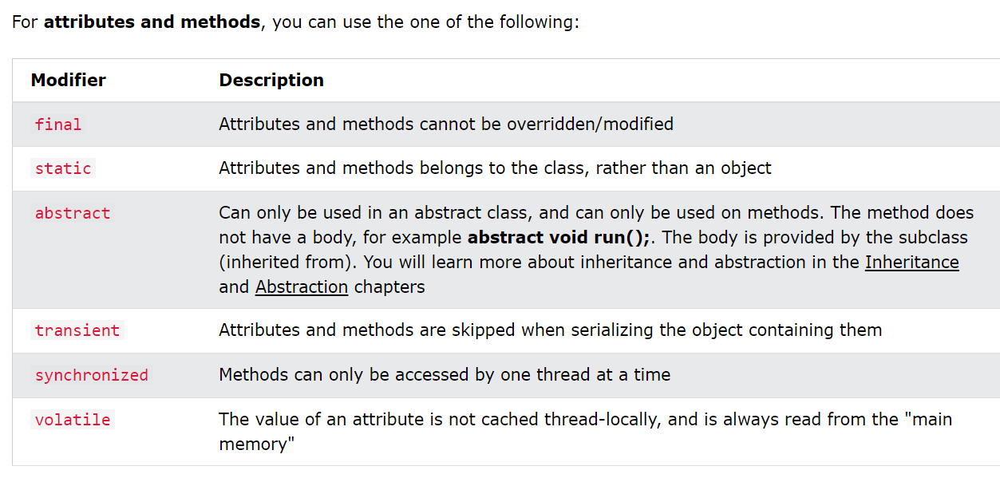 For attributes and methods, you can use the one of the following:
Modifier Description
final Attributes and methods cannot be overridden/modified
static Attributes and methods belongs to the class, rather than an object
abstract Can only be used in an abstract class, and can only be used on methods. The method does
not have a body, for example abstract void run();. The body is provided by the subclass
(inherited from). You will learn more about inheritance and abstraction in the Inheritance
and Abstraction chapters
transient Attributes and methods are skipped when serializing the object containing them
synchronized Methods can only be accessed by one thread at a time
volatile The value of an attribute is not cached thread-locally, and is always read from the "main
memory"